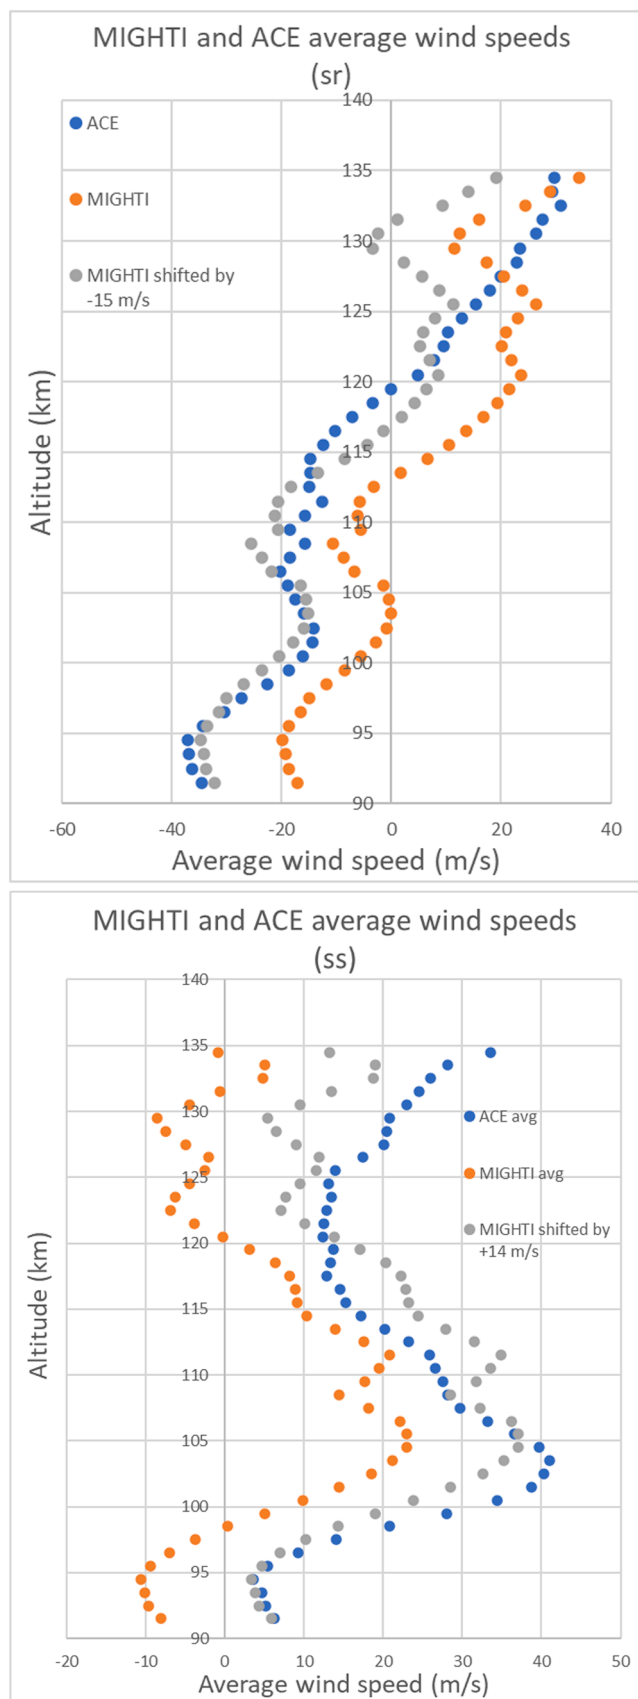 MIGHTI and ACE average wind speeds
(sr)
140
ACE
135
MIGHTI
130
MIGHTI shifted by
-15 m/s
125
120
115
110
105
100
95
90
Altitude (km)
-60
-40
-20
0
20
40
Average wind speed (m/s)
MIGHTI and ACE average wind speeds
(ss)
140
135
130
ACE avg
125
MIGHTI avg
120
MIGHTI shifted by
+14 m/s
115
110
105
100
95
90
Altitude (km)
-20
-10
0
10
20
30
40
50
Average wind speed (m/s)